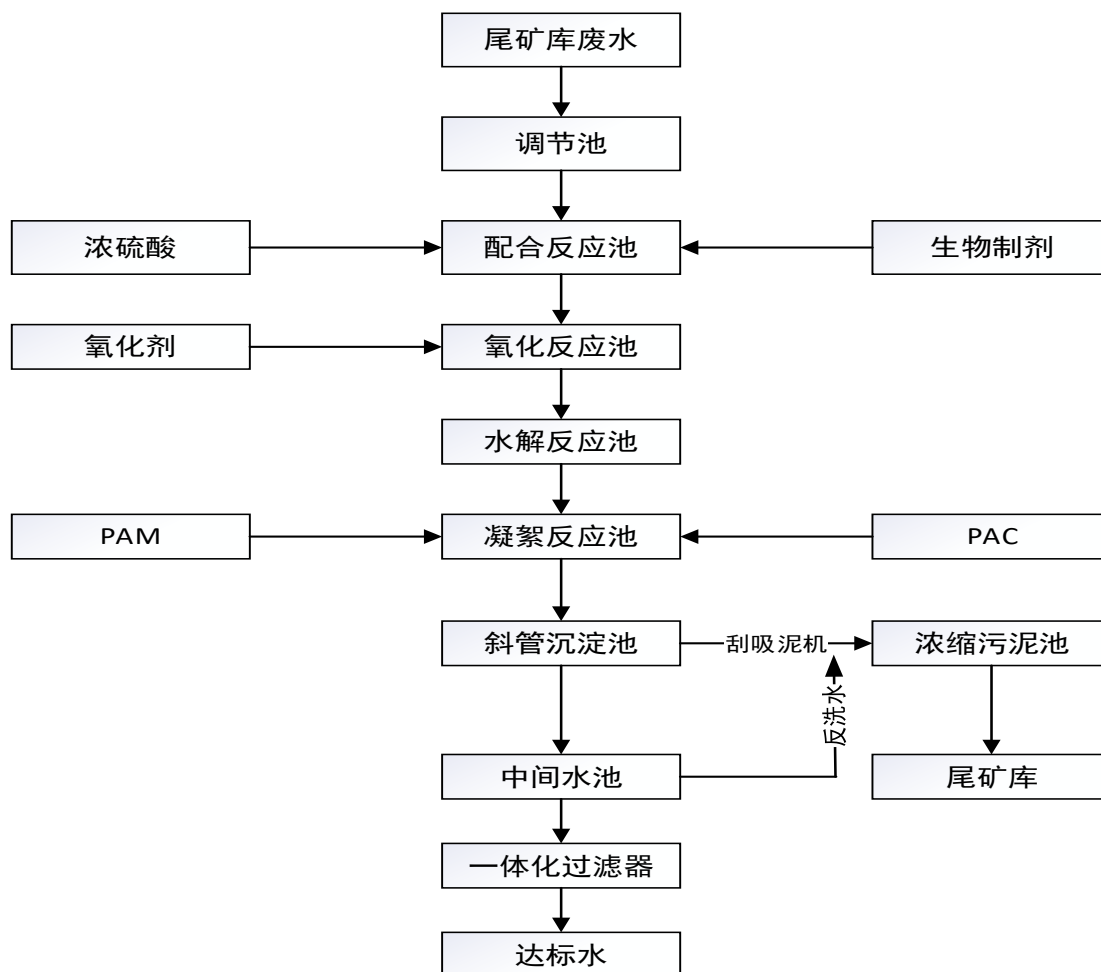 尾矿库废水
调节池
浓硫酸
配合反应池
生物制剂
氧化剂
氧化反应池
水解反应池
PAM
凝絮反应池
PAC
斜管沉淀池
刮吸泥机
浓缩污泥池
反洗水
中间水池
尾矿库
一体化过滤器
达标水